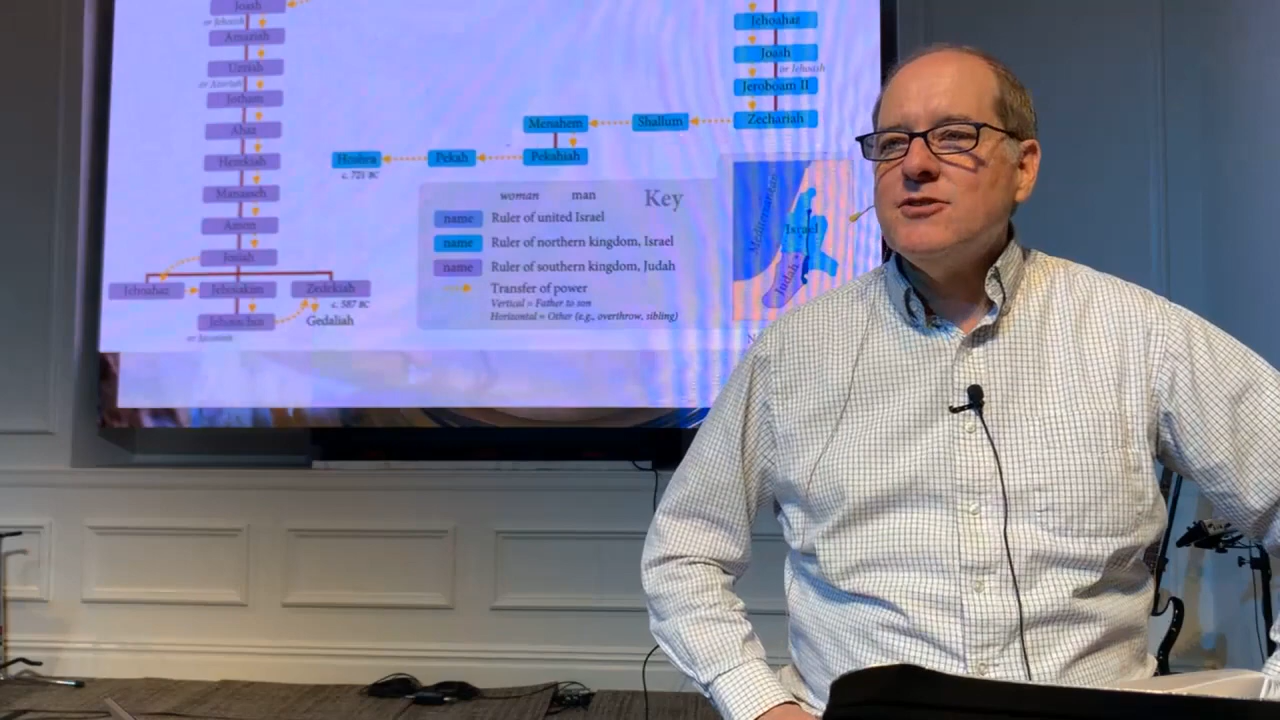 Joash
or Jehoash
Amaziah
Uzziah
or Azariah
Jotham
Ahaz
Hezekiah
Manasseh
Amon
Josiah
Jehoahaz
Jehoiakim
Zedekiah
c. 587 BC
Jehoiachin
Gedaliah
or Jeconiah
Jehoahaz
Joash
or Jehoash
Jeroboam II
Zechariah
Shallum
Menahem
Pekahiah
Pekah
Hoshea
c. 721 BC
woman man Key
name Ruler of united Israel
name Ruler of northern kingdom, Israel
name Ruler of southern kingdom, Judah
Transfer of power
Vertical = Father to son
Horizontal = Other (e.g., overthrow, sibling)
Mediterranean
Israel
Judah